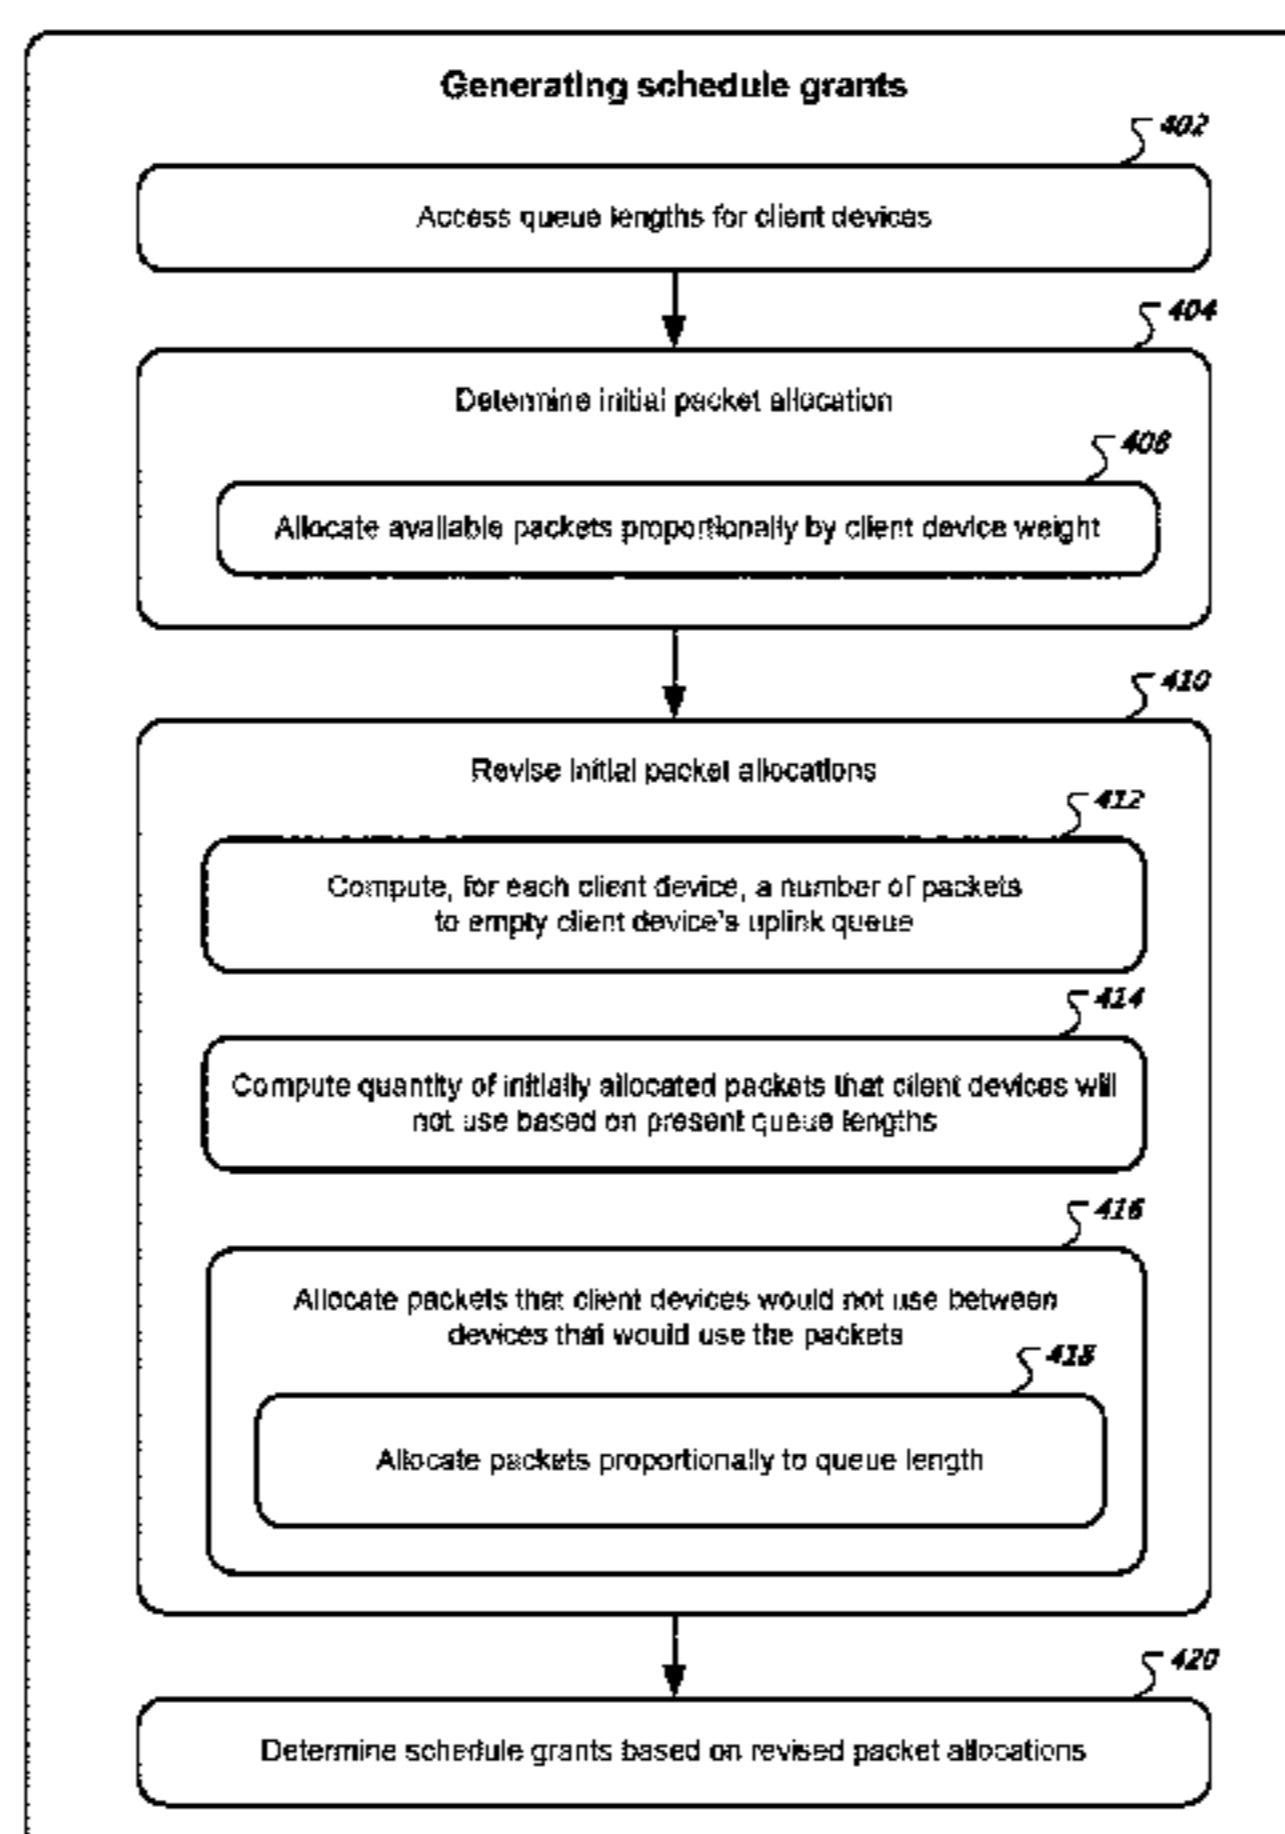 Generating schedule grants
402
Access queue lengths for client devices
404
Determine initial packet allocation
408
Allocate available packets proportionally by client device weight
410
Revise initial packet allocations
412
Compute, for each client device, a number of packets
to empty client device's uplink queue
414
Compute quantity of initially allocated packets that client devices will
not use based on present queue lengths
416
Allocate packets that client devices would not use between
devices that would use the packets
418
Allocate packets proportionally to queue length
420
Determine schedule grants based on revised packet allocations